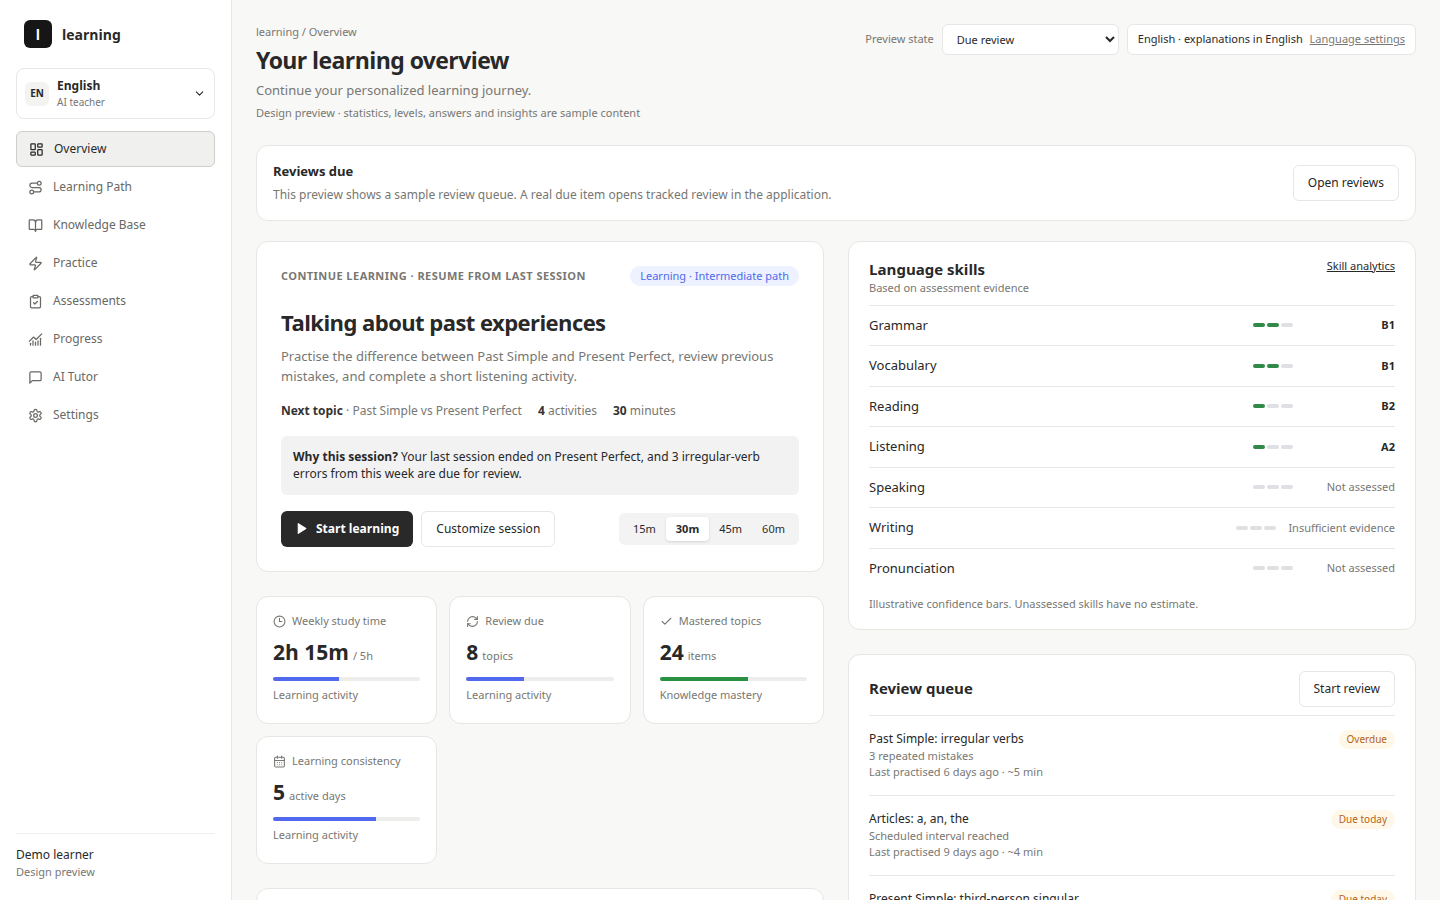 l learning
EN English
AI teacher
Overview
Learning Path
Knowledge Base
Practice
Assessments
Progress
AI Tutor
Settings
Demo learner
Design preview
learning / Overview
Your learning overview
Continue your personalized learning journey.
Design preview · statistics, levels, answers and insights are sample content
Preview state Due review English · explanations in English Language settings
Reviews due
This preview shows a sample review queue. A real due item opens tracked review in the application.
Open reviews
CONTINUE LEARNING · RESUME FROM LAST SESSION Learning · Intermediate path
Talking about past experiences
Practise the difference between Past Simple and Present Perfect, review previous
mistakes, and complete a short listening activity.
Next topic · Past Simple vs Present Perfect 4 activities 30 minutes
Why this session? Your last session ended on Present Perfect, and 3 irregular-verb
errors from this week are due for review.
Start learning Customize session 15m 30m 45m 60m
Weekly study time
2h 15m / 5h
Learning activity
Review due
8 topics
Learning activity
Mastered topics
24 items
Knowledge mastery
Learning consistency
5 active days
Learning activity
Language skills Skill analytics
Based on assessment evidence
Grammar B1
Vocabulary B1
Reading B2
Listening A2
Speaking Not assessed
Writing Insufficient evidence
Pronunciation Not assessed
Illustrative confidence bars. Unassessed skills have no estimate.
Review queue Start review
Past Simple: irregular verbs Overdue
3 repeated mistakes
Last practised 6 days ago · ~5 min
Articles: a, an, the Due today
Scheduled interval reached
Last practised 9 days ago · ~4 min
Present Simple: third-person singular Due today